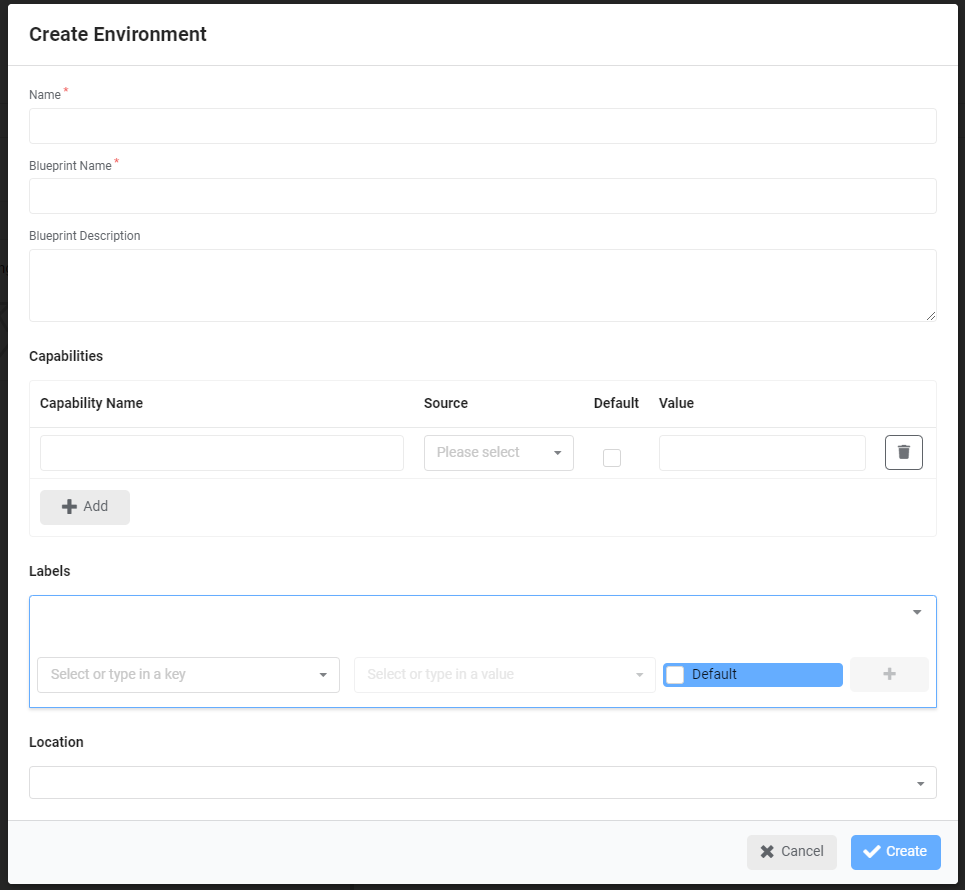 Create Environment
Name *
Blueprint Name *
Blueprint Description
Capabilities
Capability Name Source Default Value
Please select
Add
Labels
Select or type in a key Select or type in a value Default
Location
Cancel Create